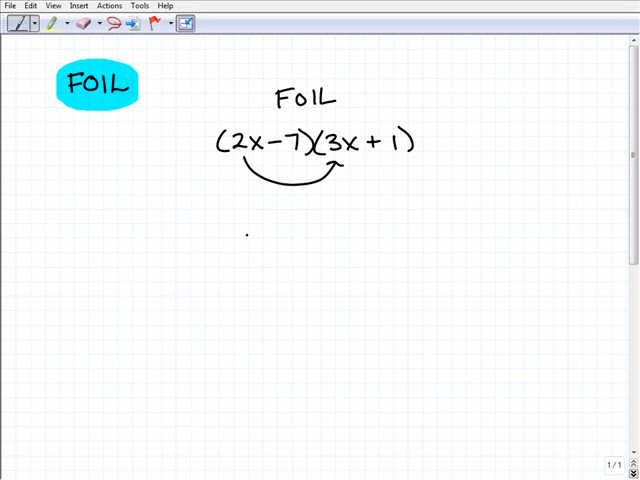 File Edit View Insert Actions Tools Help
FOIL
FOIL
(2x-7)(3x+1)
1/1